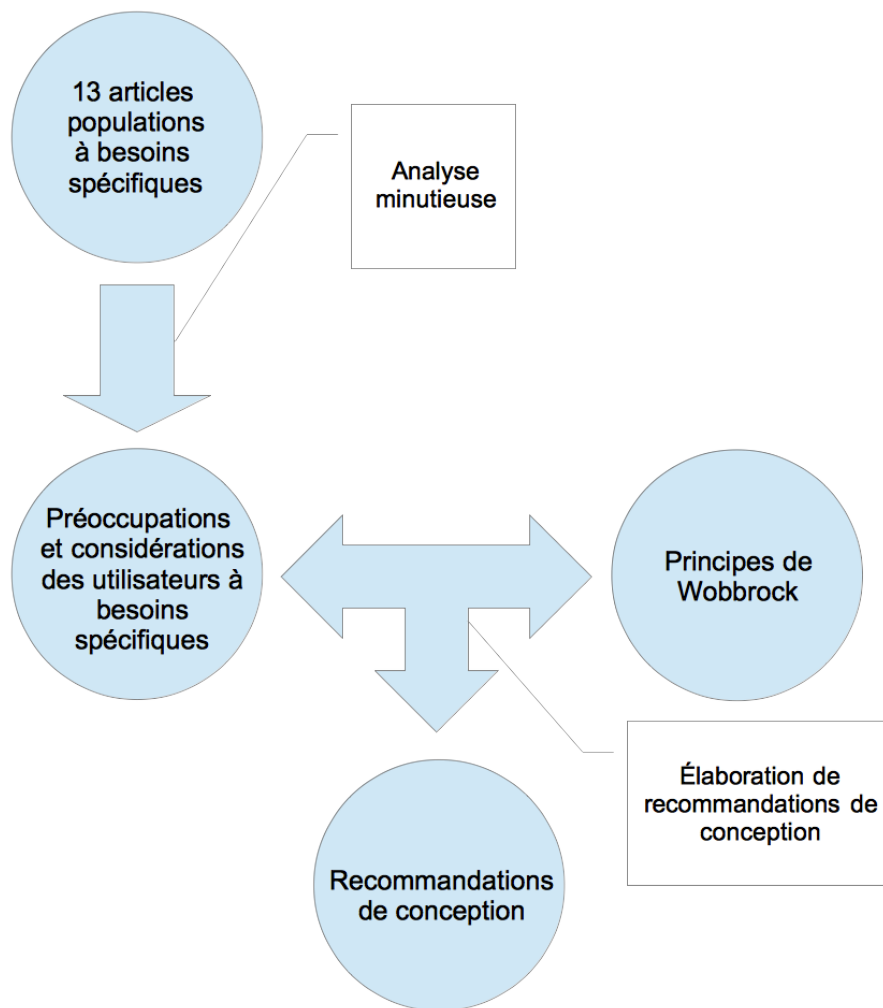 13 articles
populations
à besoins
spécifiques
Analyse
minutieuse
Préoccupations
et considérations
des utilisateurs à
besoins
spécifiques
Principes de
Wobbrock
Élaboration de
recommandations de
conception
Recommandations
de conception